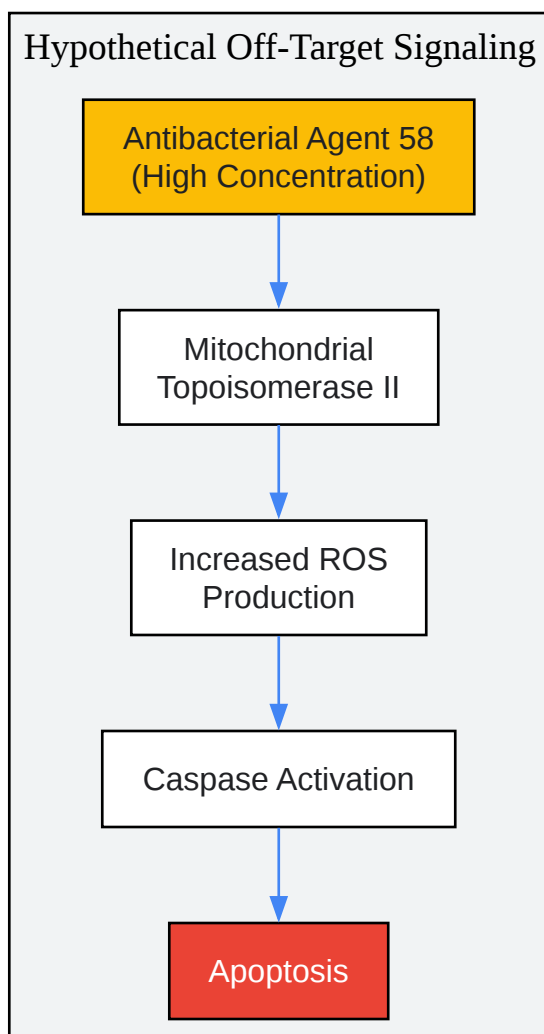 Hypothetical Off-Target Signaling
Antibacterial Agent 58
(High Concentration)
Mitochondrial
Topoisomerase II
Increased ROS
Production
Caspase Activation
Apoptosis